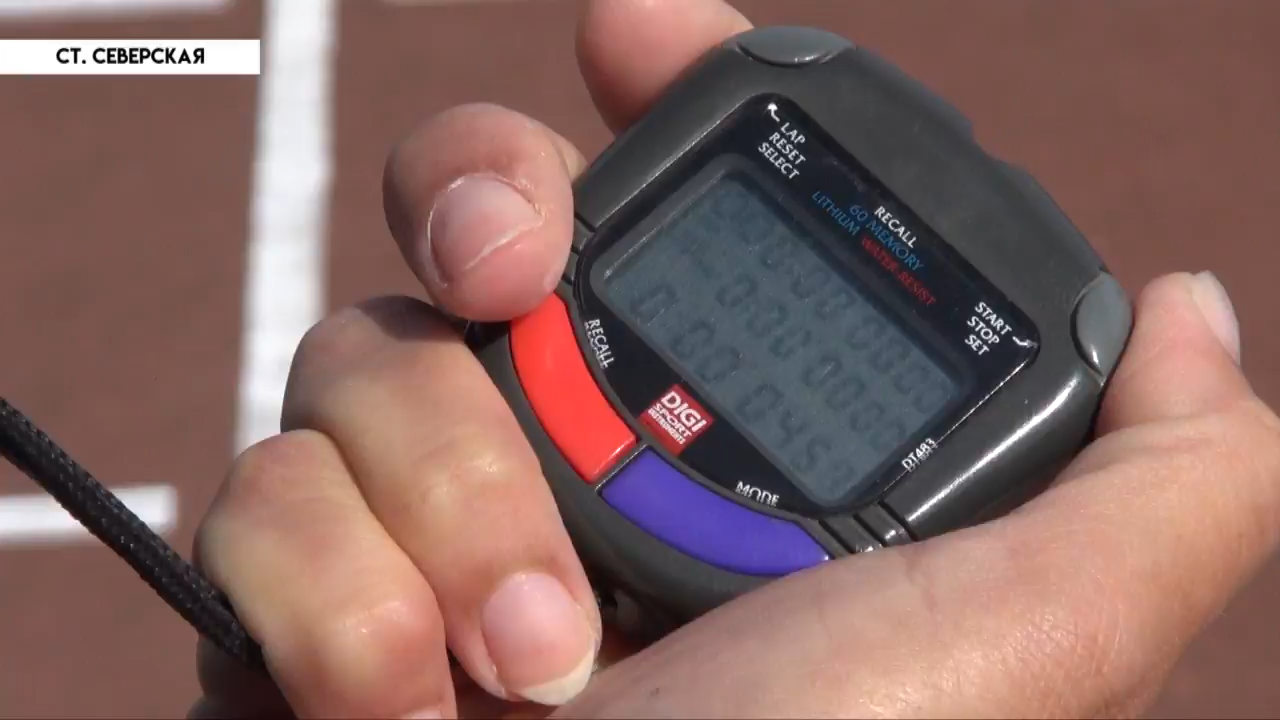 СТ. СЕВЕРСКАЯ
LAP
RESET
SELECT
RECALL
60 MEMORY
LITHIUM WATER-RESIST
START
STOP
SET
RECALL
DIGI
SPORT
INSTRUMENTS
DT483
MODE